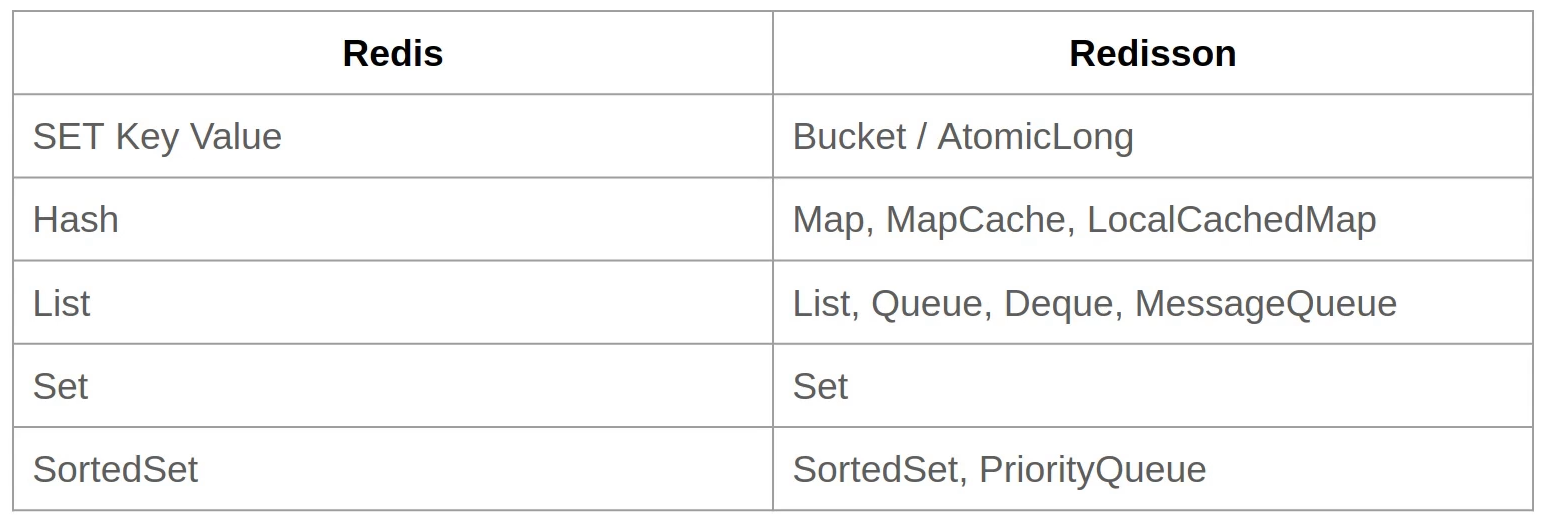 Redis Redisson
SET Key Value Bucket / AtomicLong
Hash Map, MapCache, LocalCachedMap
List List, Queue, Deque, MessageQueue
Set Set
SortedSet SortedSet, PriorityQueue